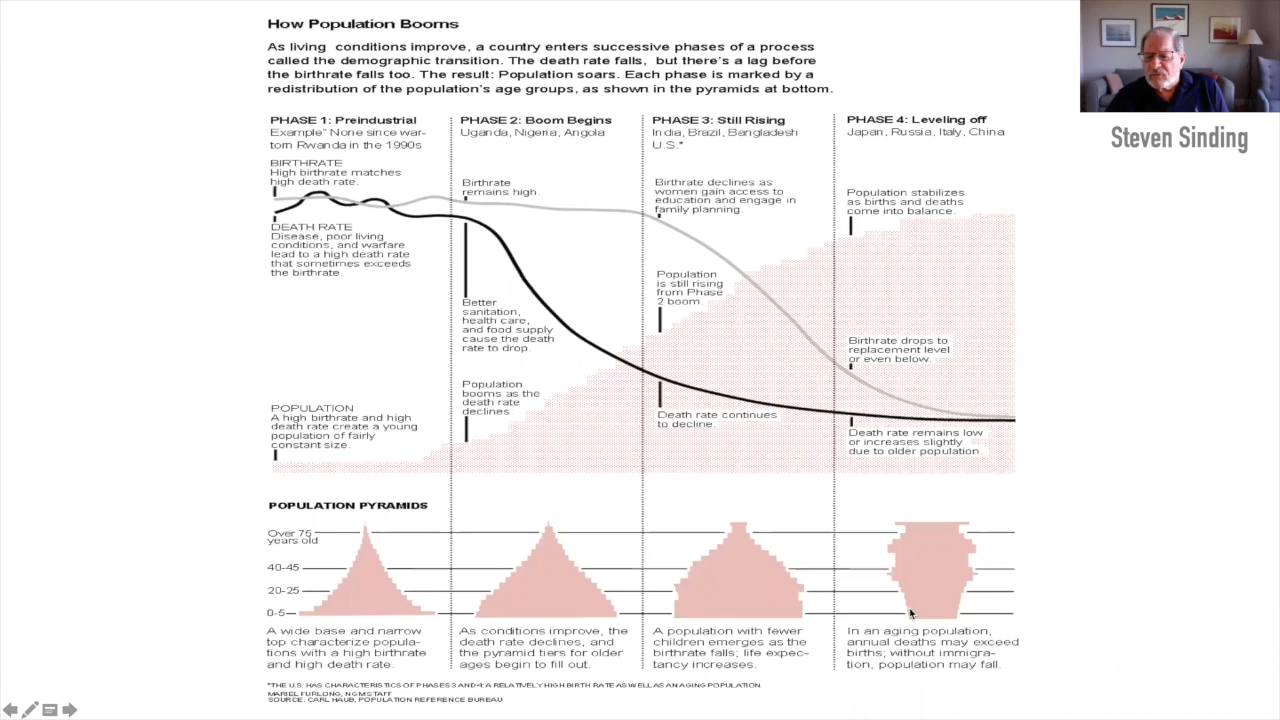 How Population Booms
As living conditions improve, a country enters successive phases of a process
called the demographic transition. The death rate falls, but there's a lag before
the birthrate falls too. The result: Population soars. Each phase is marked by a
redistribution of the population's age groups, as shown in the pyramids at bottom.
Steven Sinding
PHASE 1: Preindustrial
Example" None since war-
torn Rwanda in the 1990s
BIRTHRATE
High birthrate matches
high death rate.
DEATH RATE
Disease, poor living
conditions, and warfare
lead to a high death rate
that sometimes exceeds
the birthrate.
POPULATION
A high birthrate and high
death rate create a young
population of fairly
constant size.
PHASE 2: Boom Begins
Uganda, Nigeria, Angola
Birthrate
remains high.
Better
sanitation,
health care,
and food supply
cause the death
rate to drop.
Population
booms as the
death rate
declines.
PHASE 3: Still Rising
India, Brazil, Bangladesh
U.S.*
Birthrate declines as
women gain access to
education and engage in
family planning.
Population
is still rising
from Phase
2 boom.
Death rate continues
to decline.
PHASE 4: Leveling off
Japan, Russia, Italy, China
Population stabilizes
as births and deaths
come into balance.
Birthrate drops to
replacement level
or even below.
Death rate remains low
or increases slightly
due to older population.
POPULATION PYRAMIDS
Over 75
years old
40-45
20-25
0-5
A wide base and narrow
top characterize popula-
tions with a high birthrate
and high death rate.
As conditions improve, the
death rate declines, and
the pyramid tiers for older
ages begin to fill out.
A population with fewer
children emerges as the
birthrate falls; life expec-
tancy increases.
In an aging population,
annual deaths may exceed
births; without immigra-
tion, population may fall.
*THE U.S. HAS CHARACTERISTICS OF PHASES 3 AND 4: A RELATIVELY HIGH BIRTH RATE AS WELL AS AN AGING POPULATION.
MARIEL FURLONG, NGM STAFF
SOURCE: CARL HAUB, POPULATION REFERENCE BUREAU